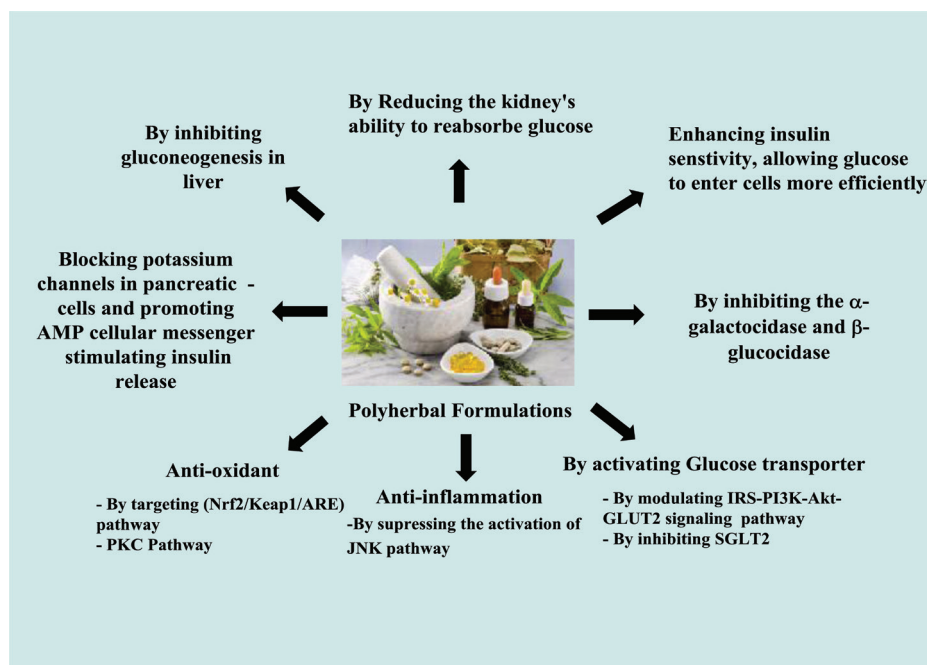 By Reducing the kidney's
ability to reabsorbe glucose
By inhibiting
gluconeogenesis in
liver
Enhancing insulin
senstivity, allowing glucose
to enter cells more efficiently
Blocking potassium
channels in pancreatic -
cells and promoting
AMP cellular messenger
stimulating insulin
release
By inhibiting the α-
galactocidase and β-
glucocidase
Polyherbal Formulations
Anti-oxidant
- By targeting (Nrf2/Keap1/ARE)
pathway
- PKC Pathway
Anti-inflammation
-By supressing the activation of
JNK pathway
By activating Glucose transporter
- By modulating IRS-PI3K-Akt-
GLUT2 signaling pathway
- By inhibiting SGLT2